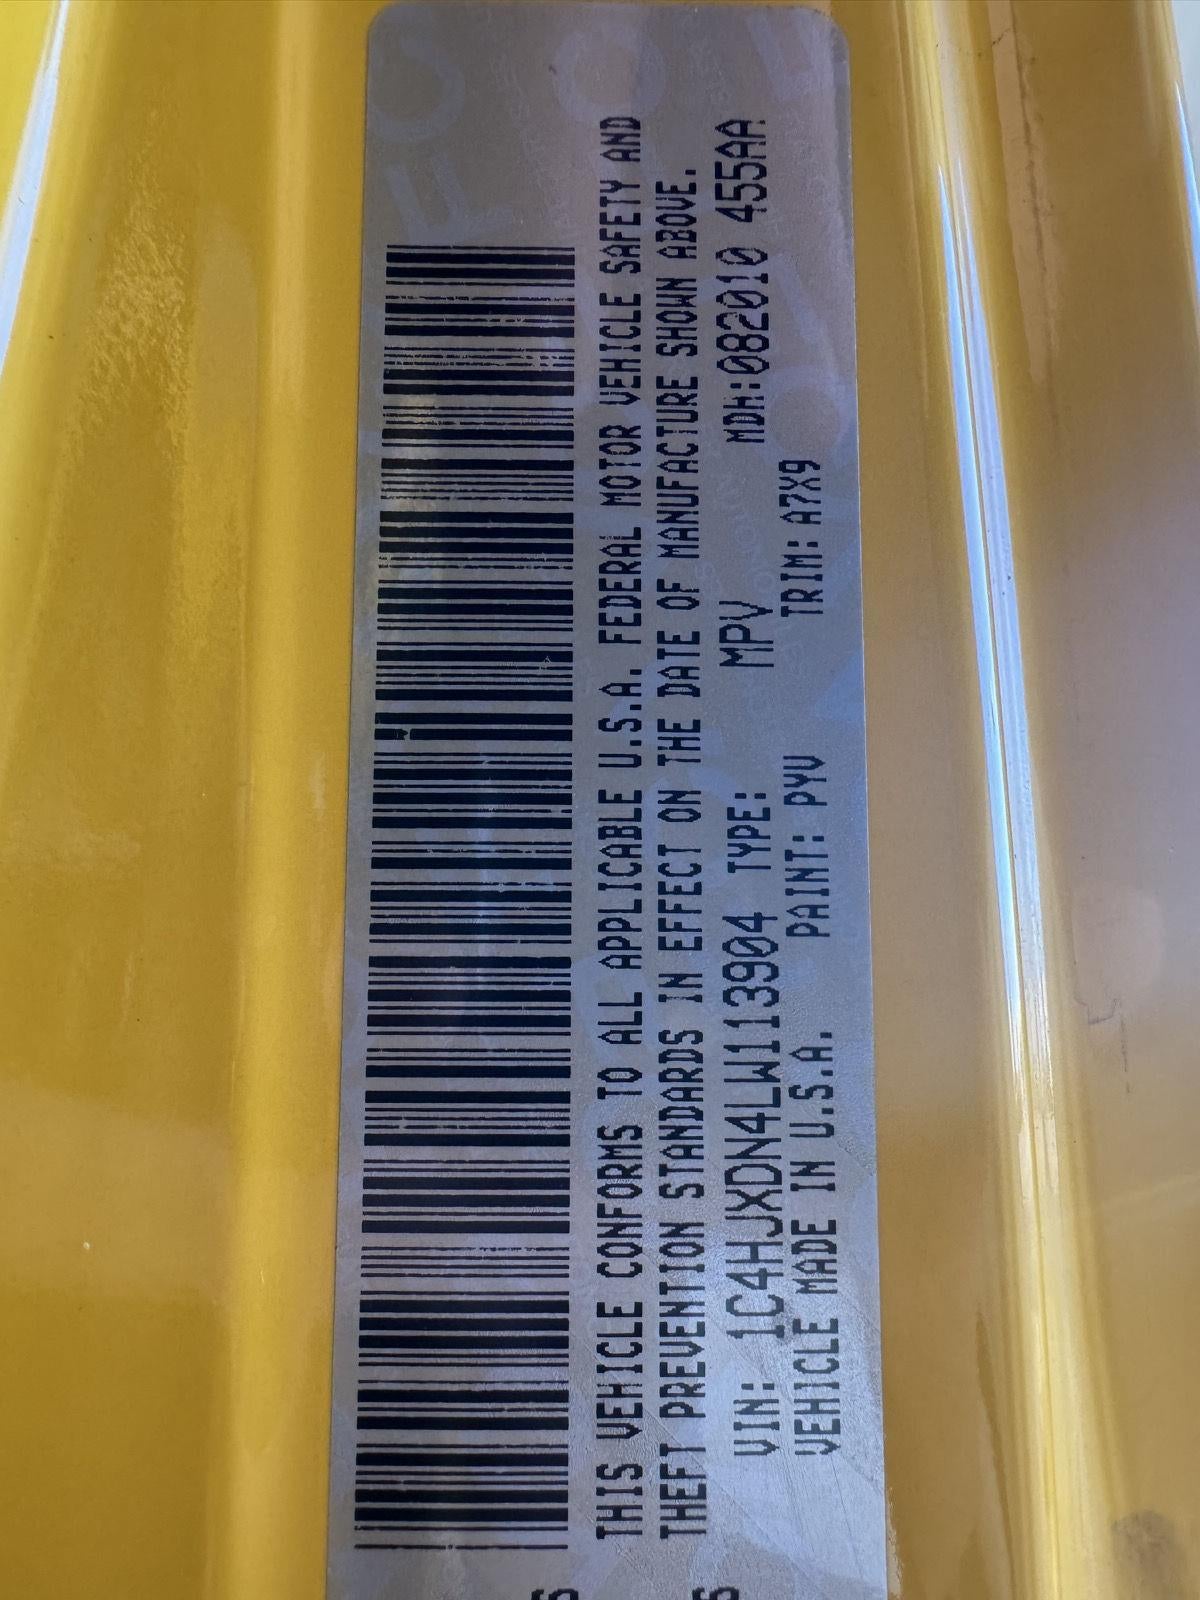 THIS VEHICLE CONFORMS TO ALL APPLICABLE U.S.A. FEDERAL MOTOR VEHICLE SAFETY AND
THEFT PREVENTION STANDARDS IN EFFECT ON THE DATE OF MANUFACTURE SHOWN ABOVE.
VIN: 1C4HJXDN4LW113904 TYPE: MPV MDH:082010 455AA
VEHICLE MADE IN U.S.A. PAINT: PYV TRIM: A7X9